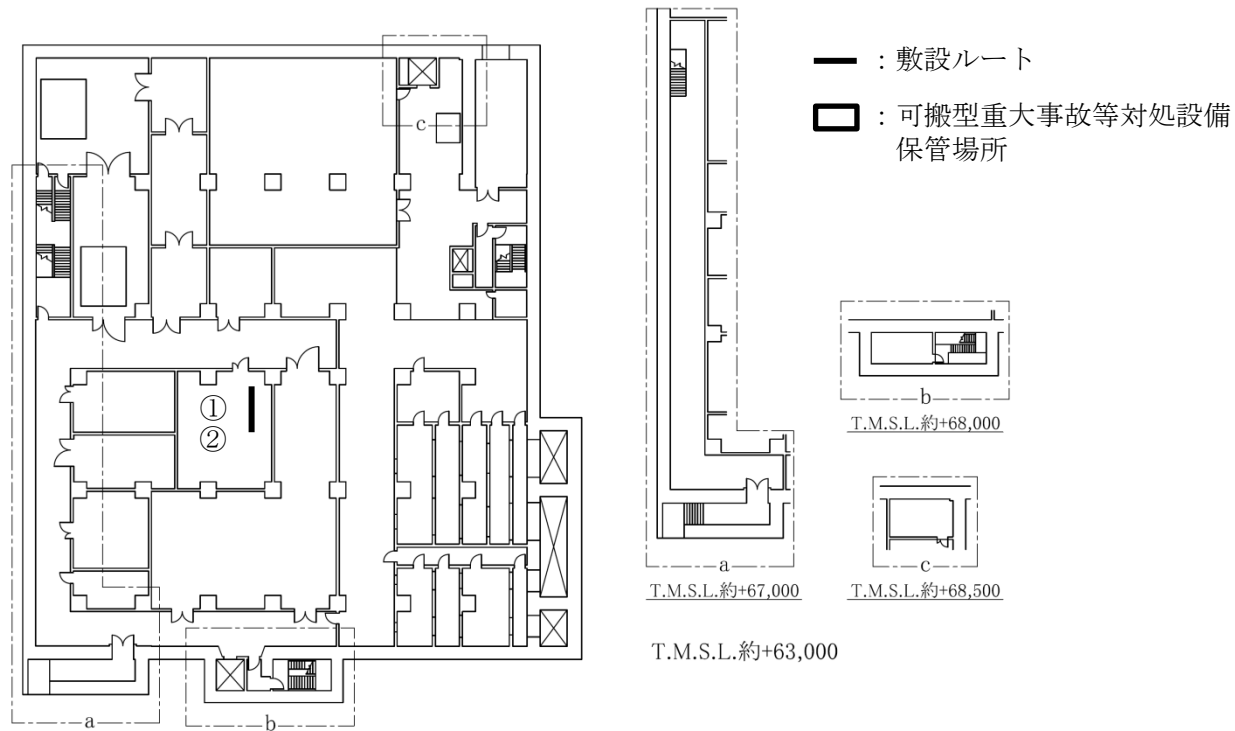 ：敷設ルート
：可搬型重大事故等対処設備
保管場所
c
①
②
a
b
a
T.M.S.L.約+67,000
b
T.M.S.L.約+68,000
c
T.M.S.L.約+68,500
T.M.S.L.約+63,000